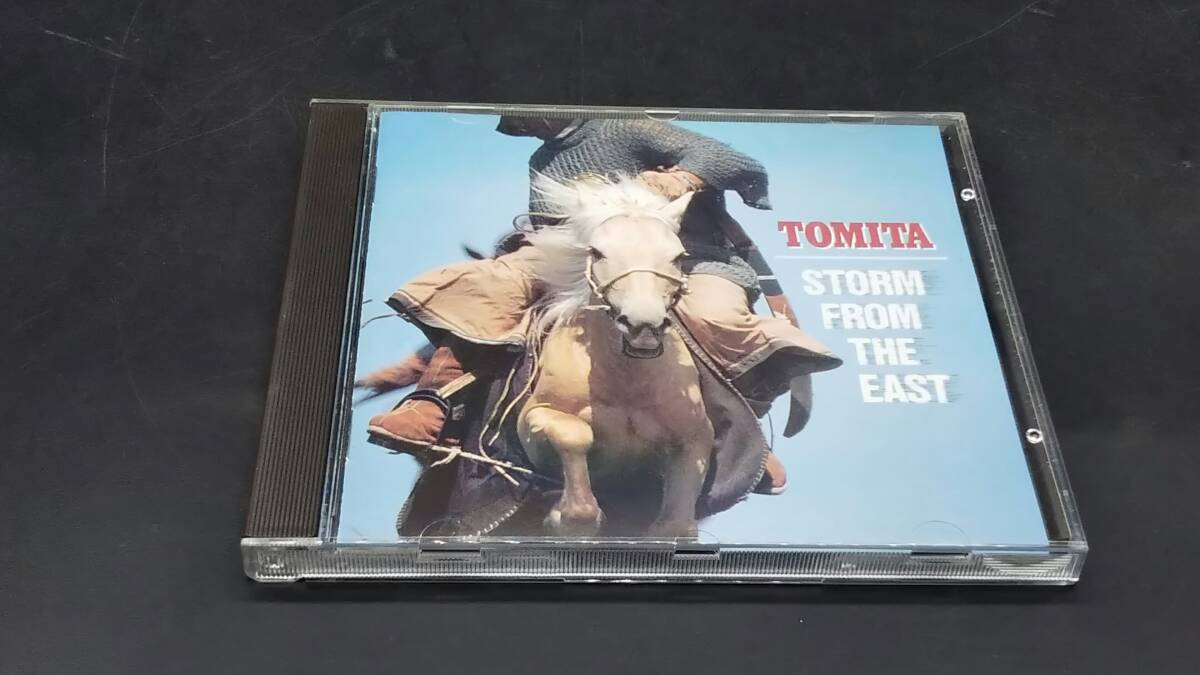 TOMITA
STORM
FROM
THE
EAST